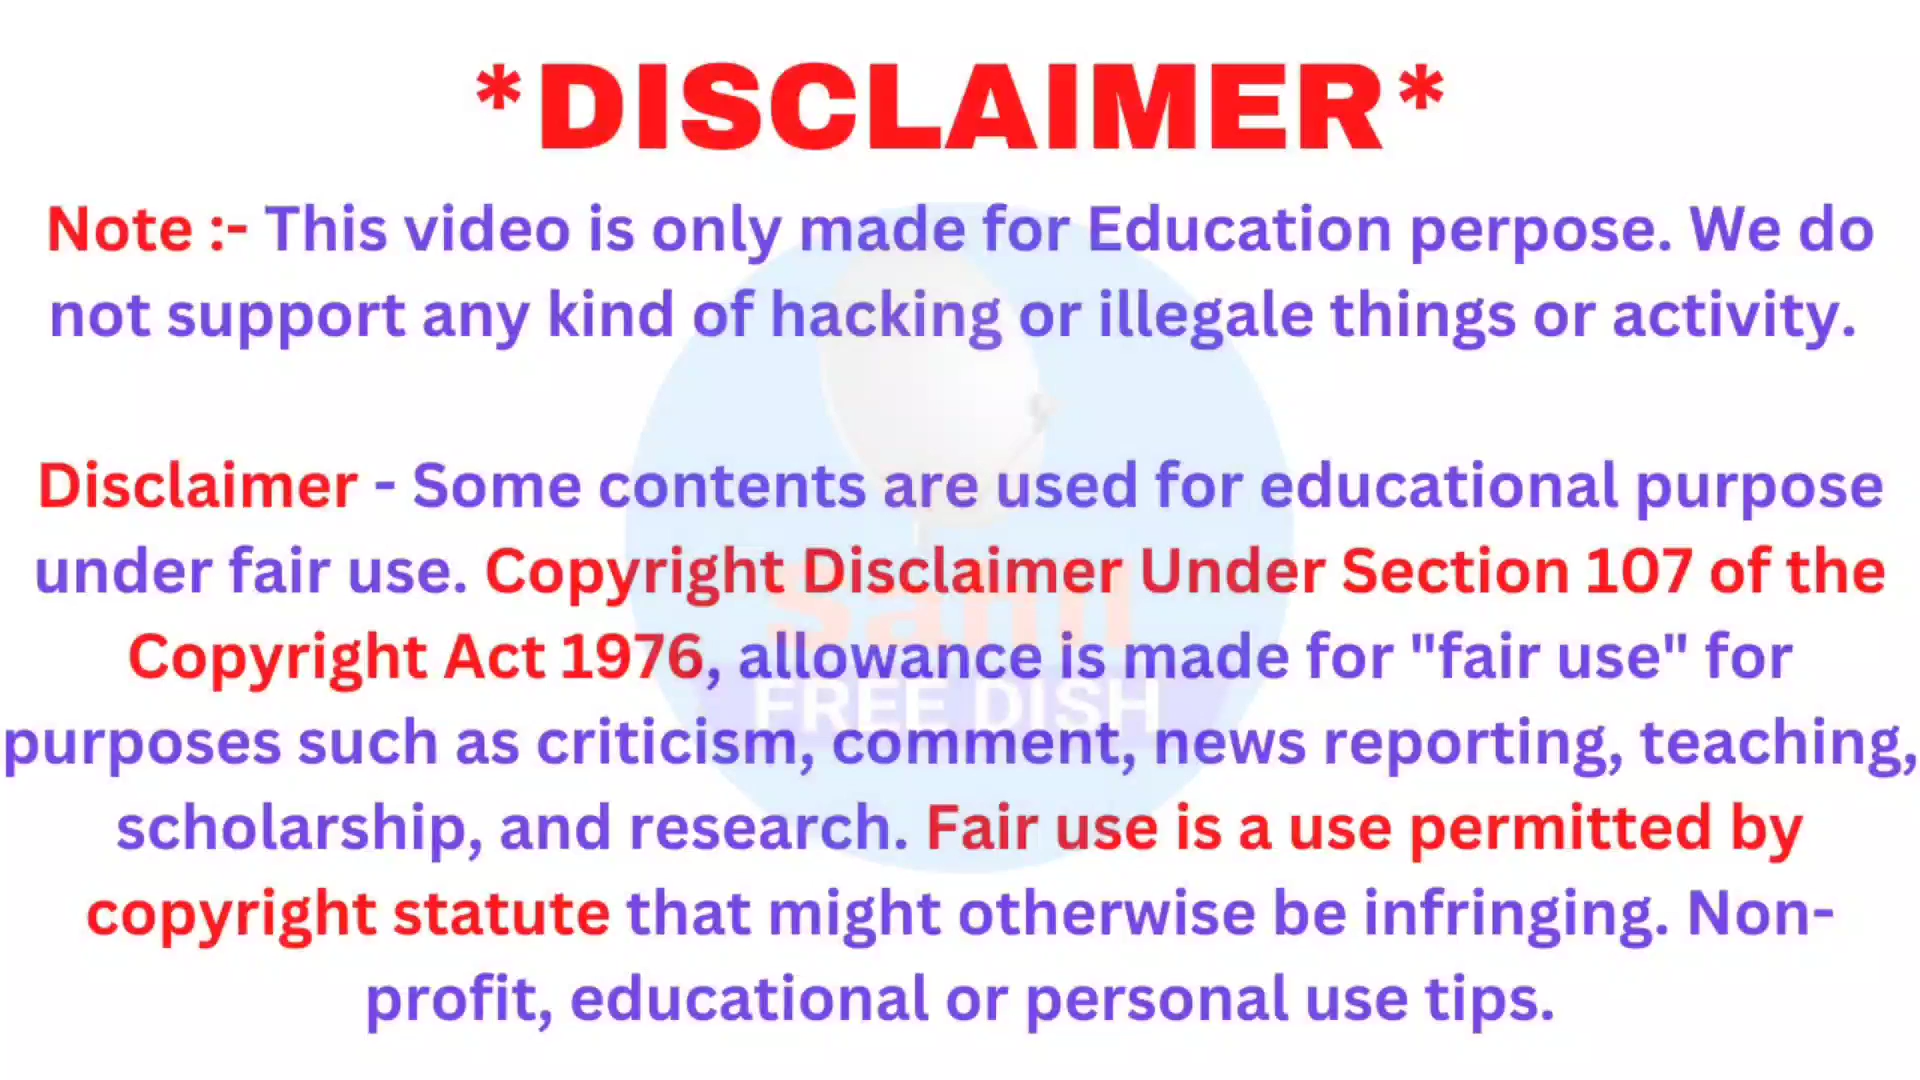 *DISCLAIMER*
Note :- This video is only made for Education perpose. We do
not support any kind of hacking or illegale things or activity.
Disclaimer - Some contents are used for educational purpose
under fair use. Copyright Disclaimer Under Section 107 of the
Copyright Act 1976, allowance is made for "fair use" for
FREE DISH
purposes such as criticism, comment, news reporting, teaching,
scholarship, and research. Fair use is a use permitted by
copyright statute that might otherwise be infringing. Non-
profit, educational or personal use tips.